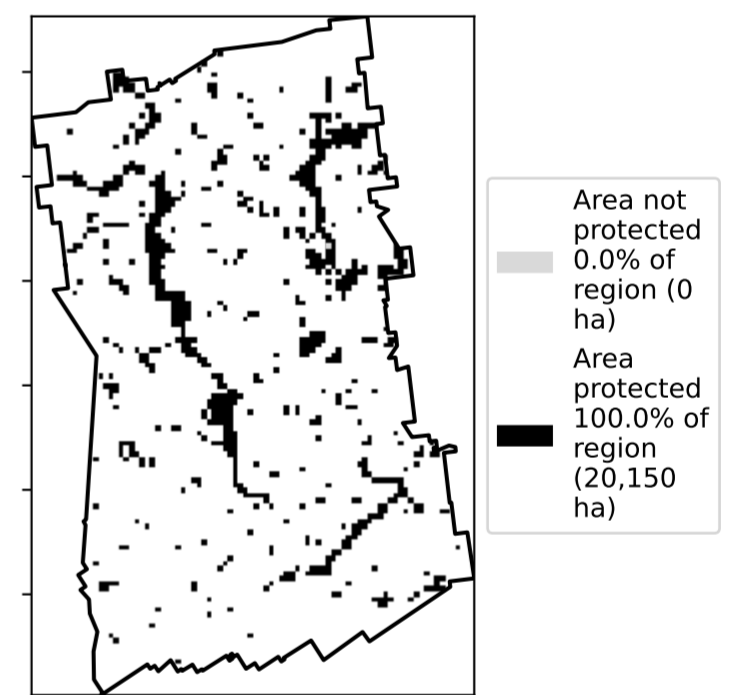 Area not
protected
0.0% of
region (0
ha)
Area
protected
100.0% of
region
(20,150
ha)